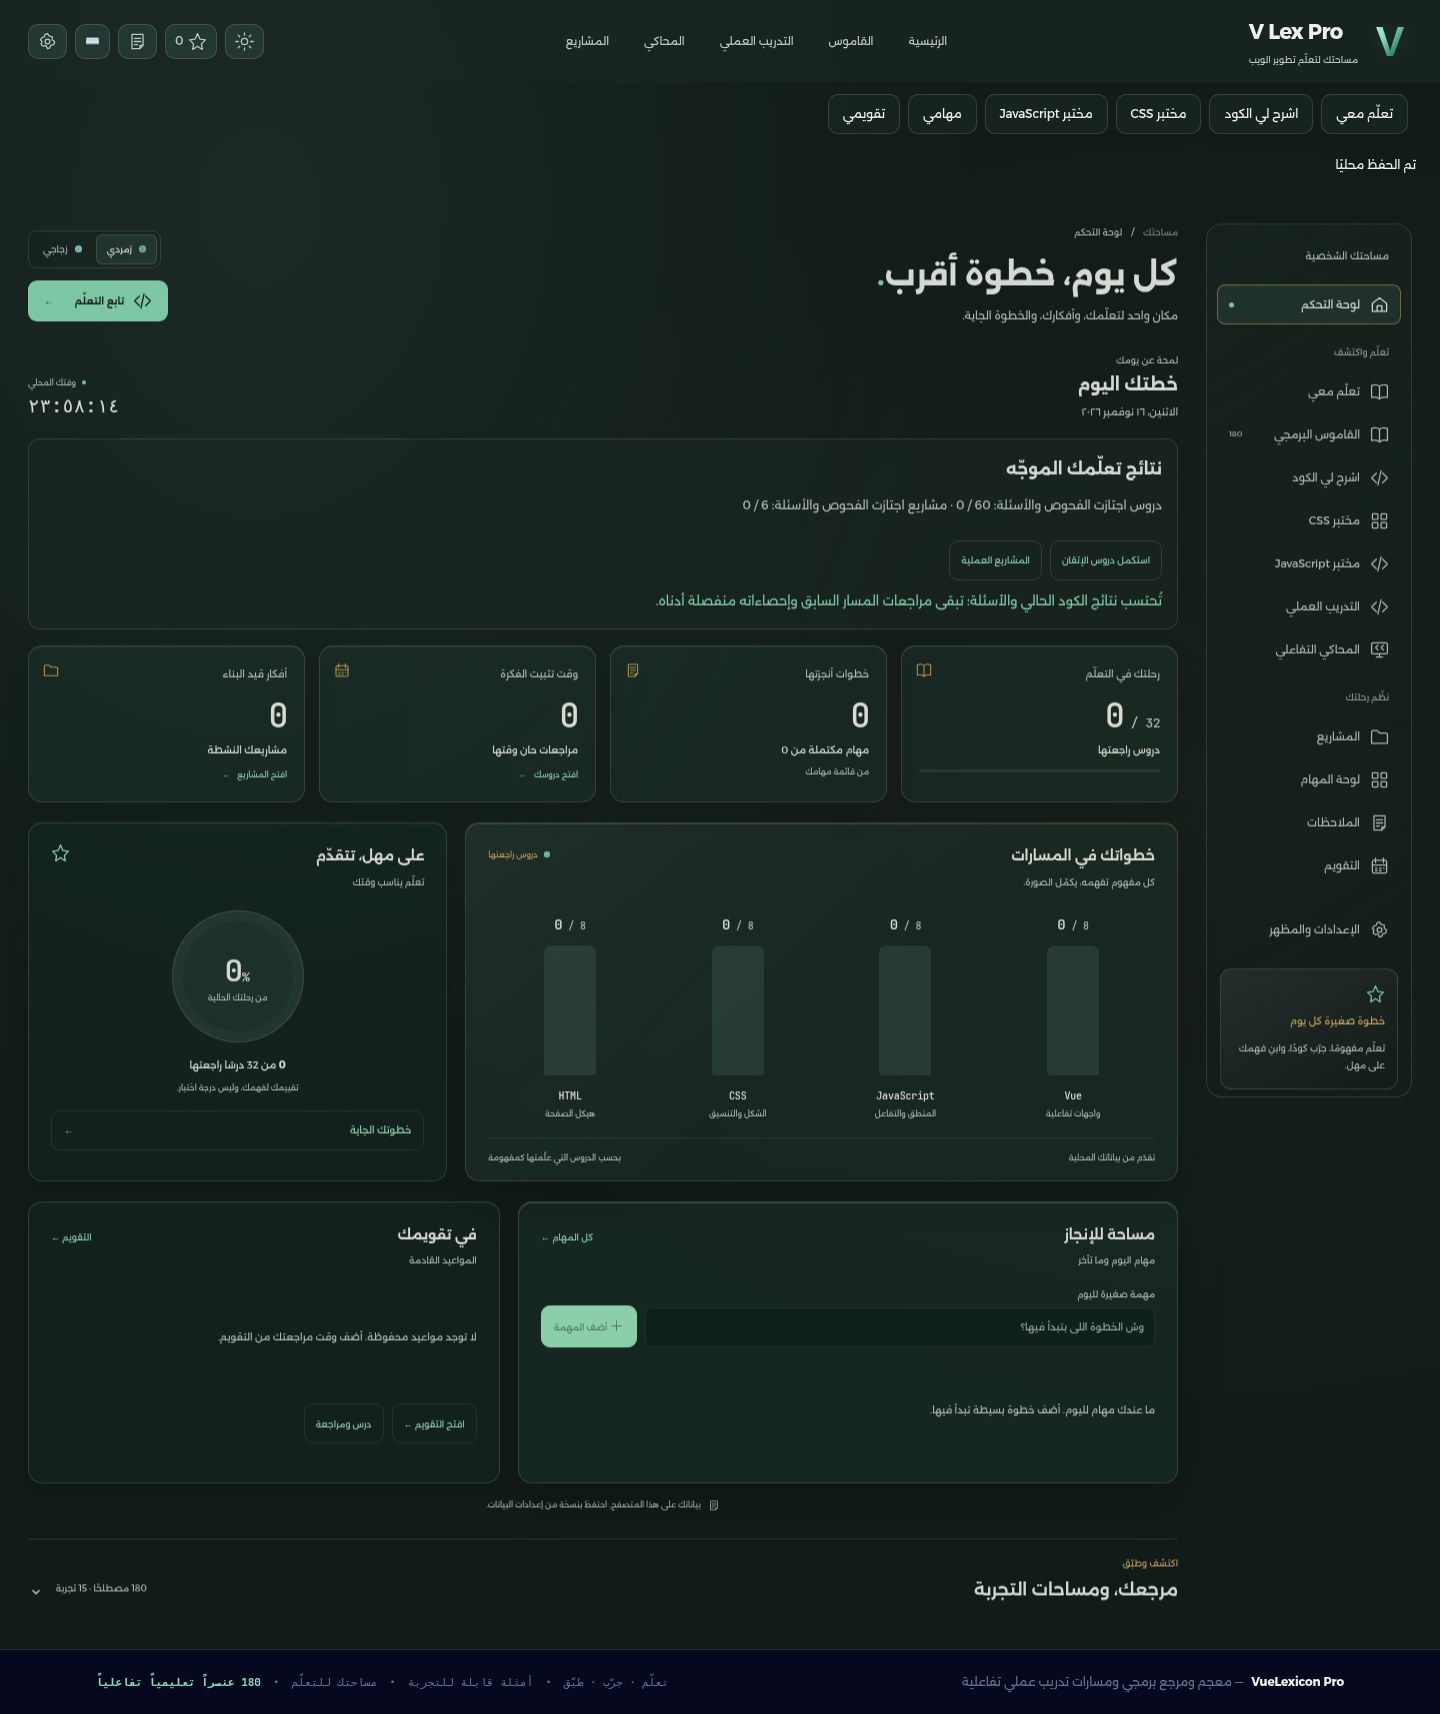 V Lex Pro
مساحتك لتعلّم تطوير الويب
V
الرئيسية
القاموس
التدريب العملي
المحاكي
المشاريع
0
تعلّم معي
اشرح لي الكود
مختبر CSS
مختبر JavaScript
مهامي
تقويمي
تم الحفظ محليًا
مساحتك الشخصية
لوحة التحكم
تعلّم واكتشف
تعلّم معي
القاموس البرمجي
180
اشرح لي الكود
مختبر CSS
مختبر JavaScript
التدريب العملي
المحاكي التفاعلي
نظّم رحلتك
المشاريع
لوحة المهام
الملاحظات
التقويم
الإعدادات والمظهر
خطوة صغيرة كل يوم
تعلّم مفهومًا، جرّب كودًا، وابنِ فهمك
على مهل.
مساحتك / لوحة التحكم
كل يوم، خطوة أقرب.
مكان واحد لتعلّمك، وأفكارك، والخطوة الجاية.
زمردي
زجاجي
تابع التعلّم ←
لمحة عن يومك
خطتك اليوم
الاثنين، ١٦ نوفمبر ٢٠٢٦
وقتك المحلي
٢٣:٥٨:١٤
نتائج تعلّمك الموجّه
دروس اجتازت الفحوص والأسئلة: 60 / 0 · مشاريع اجتازت الفحوص والأسئلة: 6 / 0
استكمل دروس الإتقان
المشاريع العملية
تُحتسب نتائج الكود الحالي والأسئلة؛ تبقى مراجعات المسار السابق وإحصاءاته منفصلة أدناه.
رحلتك في التعلّم
0 / 32
دروس راجعتها
خطوات أنجزتها
0
مهام مكتملة من 0
من قائمة مهامك
وقت تثبيت الفكرة
0
مراجعات حان وقتها
افتح دروسك ←
أفكار قيد البناء
0
مشاريعك النشطة
افتح المشاريع ←
خطواتك في المسارات
دروس راجعتها
كل مفهوم تفهمه، يكمّل الصورة.
0 / 8
0 / 8
0 / 8
0 / 8
Vue
واجهات تفاعلية
JavaScript
المنطق والتفاعل
CSS
الشكل والتنسيق
HTML
هيكل الصفحة
تقدّم من بياناتك المحلية
بحسب الدروس التي علّمتها كمفهومة
على مهل، تتقدّم
تعلّم يناسب وقتك
0%
من رحلتك الحالية
0 من 32 درسًا راجعتها
تقييمك لفهمك، وليس درجة اختبار.
خطوتك الجاية ←
مساحة للإنجاز
مهام اليوم وما تأخر
كل المهام ←
مهمة صغيرة لليوم
وش الخطوة اللي بتبدأ فيها؟
أضف المهمة
ما عندك مهام لليوم. أضف خطوة بسيطة تبدأ فيها.
في تقويمك
المواعيد القادمة
التقويم ←
لا توجد مواعيد محفوظة. أضف وقت مراجعتك من التقويم.
افتح التقويم ←
درس ومراجعة
بياناتك على هذا المتصفح. احتفظ بنسخة من إعدادات البيانات.
اكتشف وطبّق
مرجعك، ومساحات التجربة
180 مصطلحًا · 15 تجربة
VueLexicon Pro — معجم ومرجع برمجي ومسارات تدريب عملي تفاعلية
تعلّم · جرّب · طبّق • أمثلة قابلة للتجربة • مساحتك للتعلّم • 180 عنصراً تعليمياً تفاعلياً